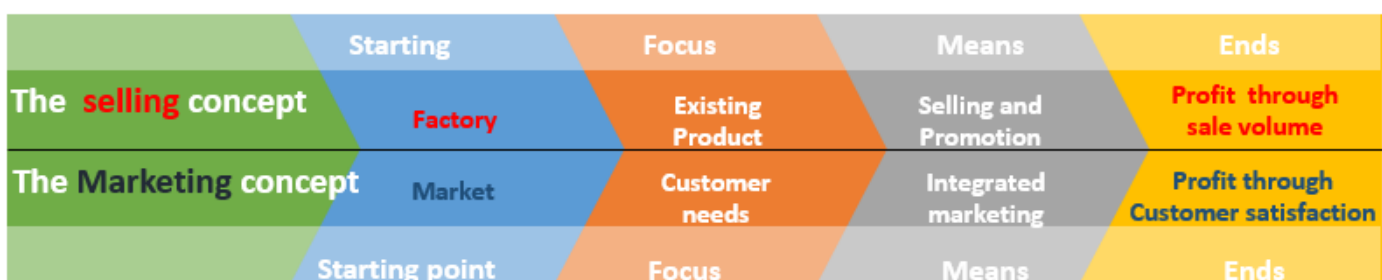 Starting Focus Means Ends
The selling concept
Factory
Existing
Product
Selling and
Promotion
Profit through
sale volume
The Marketing concept
Market
Customer
needs
Integrated
marketing
Profit through
Customer satisfaction
Starting point Focus Means Ends